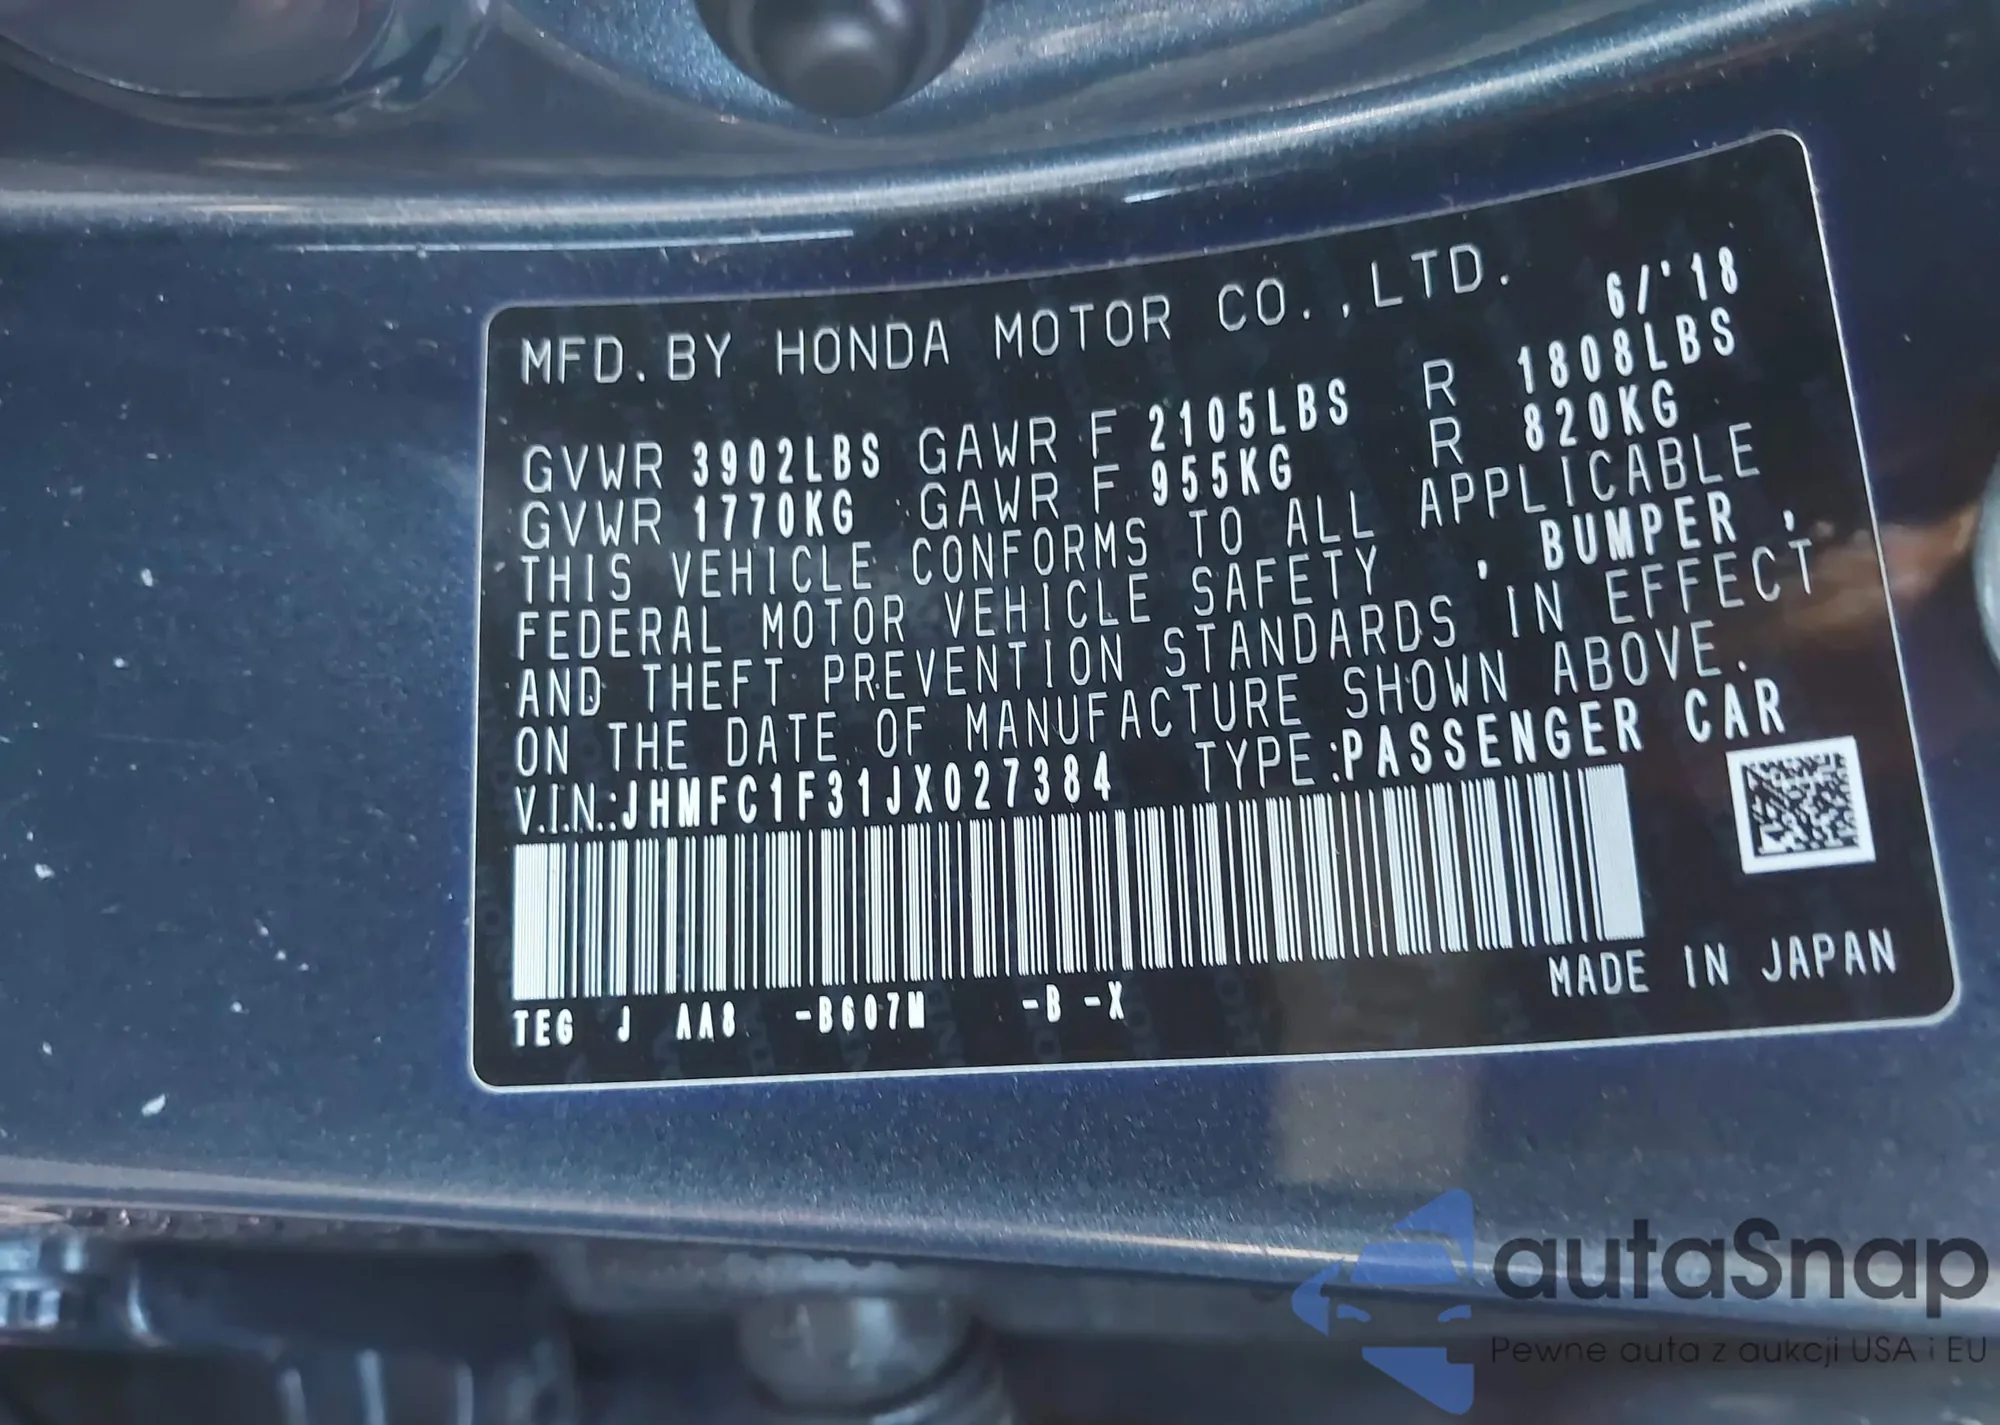 MFD. BY HONDA MOTOR CO.,LTD. 6/'18
GVWR 3902LBS GAWR F 2105LBS R 1808LBS
GVWR 1770KG GAWR F 955KG R 820KG
THIS VEHICLE CONFORMS TO ALL APPLICABLE
FEDERAL MOTOR VEHICLE SAFETY , BUMPER ,
AND THEFT PREVENTION STANDARDS IN EFFECT
ON THE DATE OF MANUFACTURE SHOWN ABOVE.
V.I.N.:JHMFC1F31JX027384 TYPE:PASSENGER CAR
TEG J AA8 -B607M -B -X
MADE IN JAPAN
autaSnap
Pewne auta z aukcji USA i EU